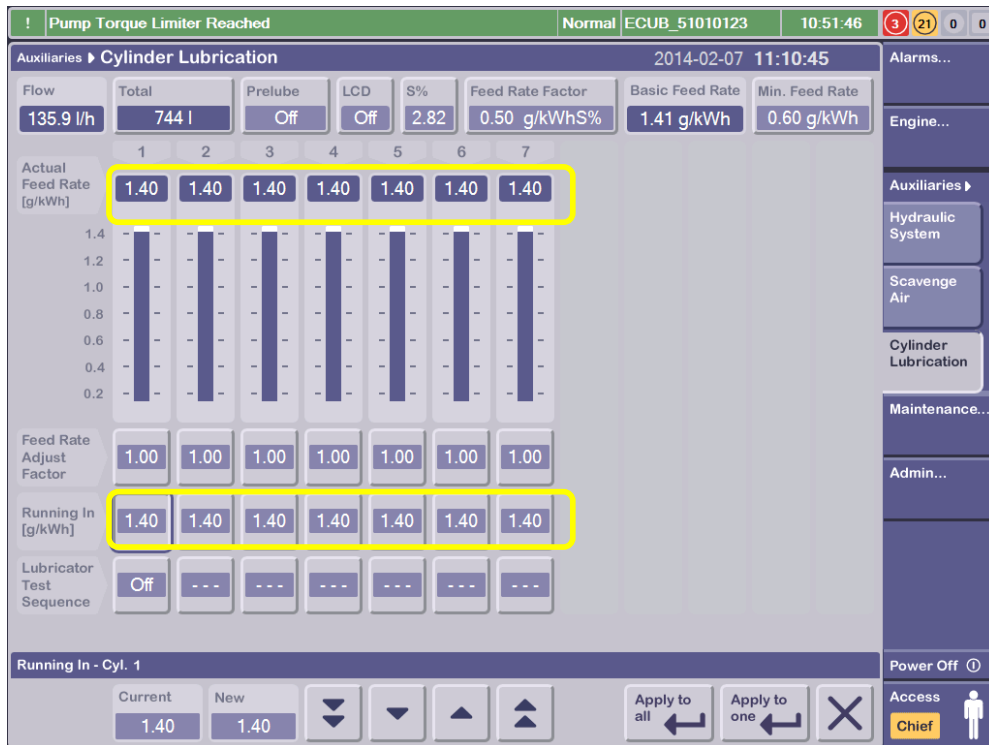 ! Pump Torque Limiter Reached Normal ECUB_51010123 10:51:46 3 21 0 0
Auxiliaries Cylinder Lubrication 2014-02-07 11:10:45
Flow Total Prelube LCD S% Feed Rate Factor Basic Feed Rate Min. Feed Rate
135.9 l/h 744 l Off Off 2.82 0.50 g/kWhS% 1.41 g/kWh 0.60 g/kWh
1 2 3 4 5 6 7
Actual
Feed Rate
[g/kWh]
1.40 1.40 1.40 1.40 1.40 1.40 1.40
1.4
1.2
1.0
0.8
0.6
0.4
0.2
Feed Rate
Adjust
Factor
1.00 1.00 1.00 1.00 1.00 1.00 1.00
Running In
[g/kWh]
1.40 1.40 1.40 1.40 1.40 1.40 1.40
Lubricator
Test
Sequence
Off --- --- --- --- --- ---
Running In - Cyl. 1
Current New
1.40 1.40
Apply to
all
Apply to
one
Alarms...
Engine...
Auxiliaries
Hydraulic
System
Scavenge
Air
Cylinder
Lubrication
Maintenance...
Admin...
Power Off
Access
Chief